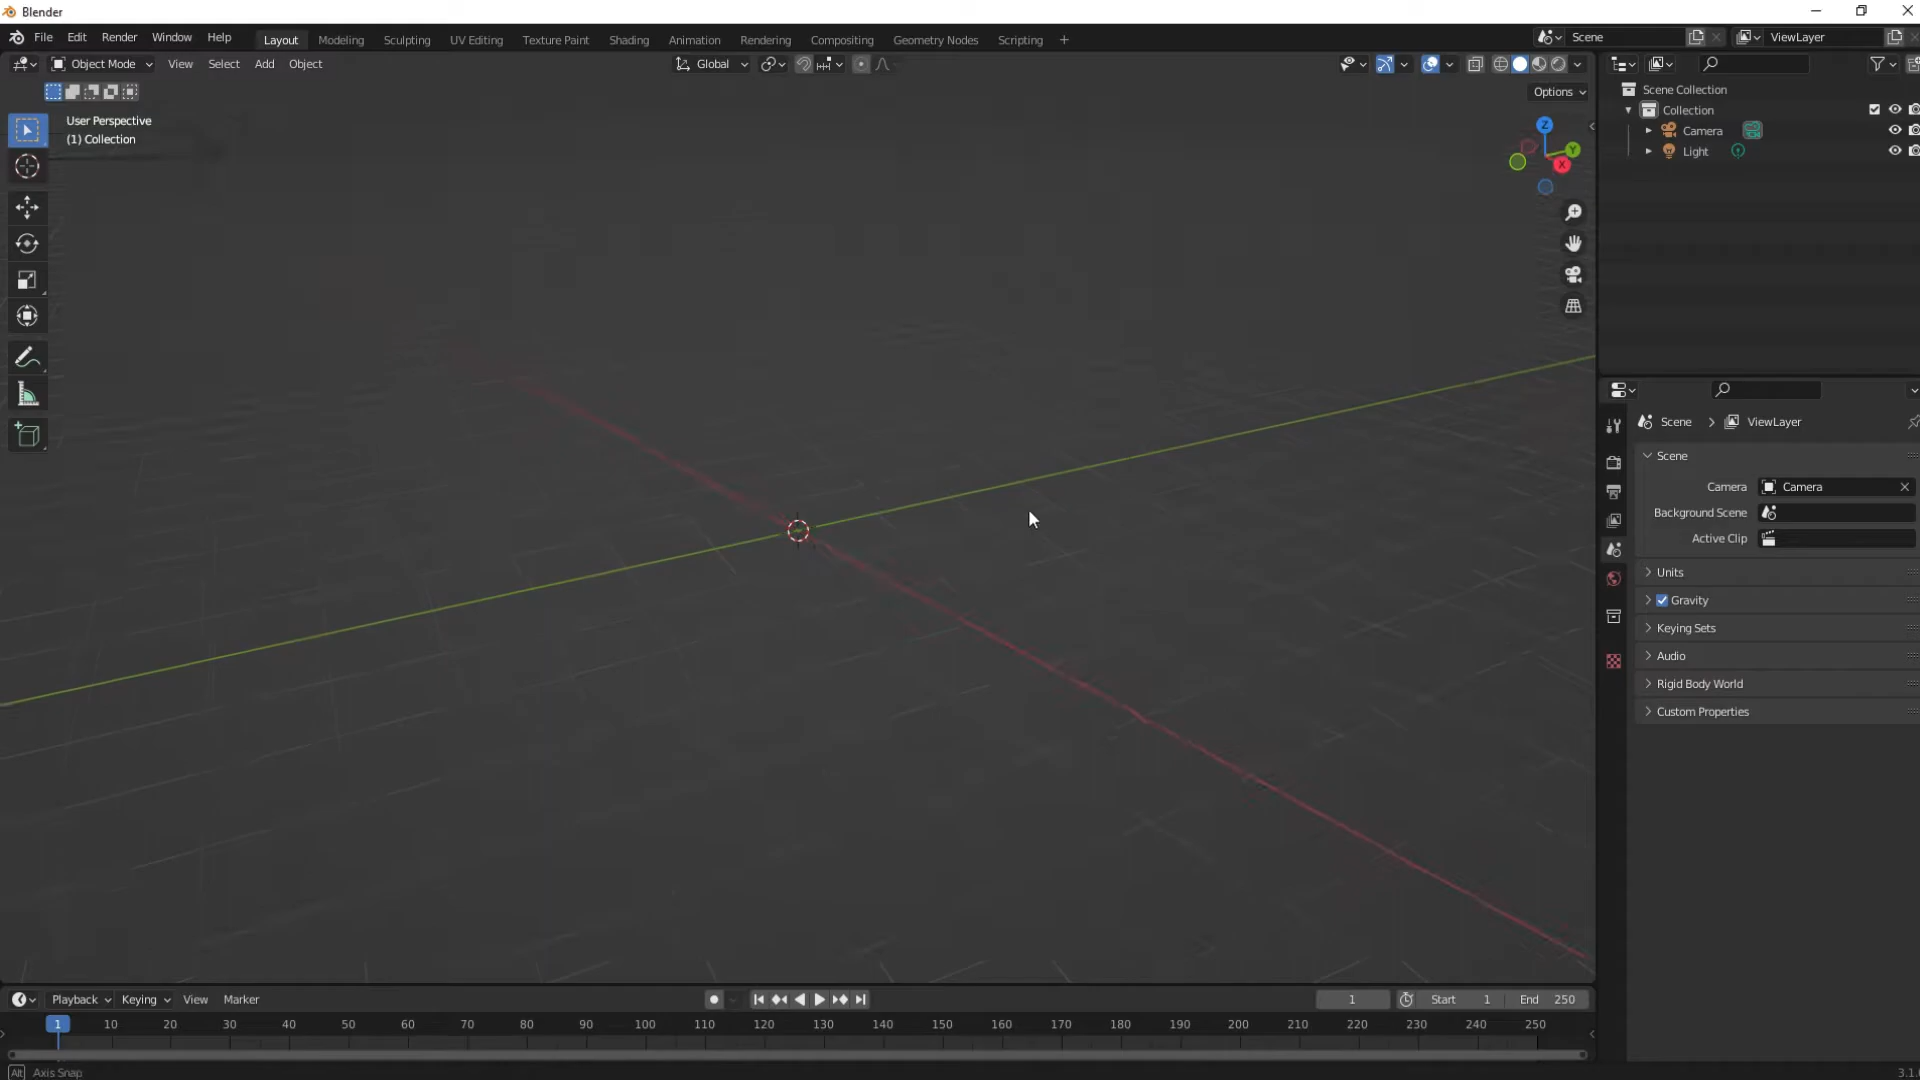 Blender
File Edit Render Window Help Layout Modeling Sculpting UV Editing Texture Paint Shading Animation Rendering Compositing Geometry Nodes Scripting + Scene ViewLayer
Object Mode View Select Add Object Global
Options
User Perspective
(1) Collection
Z
Y
X
Scene Collection
Collection
Camera
Light
Scene > ViewLayer
Scene
Camera Camera
Background Scene
Active Clip
Units
Gravity
Keying Sets
Audio
Rigid Body World
Custom Properties
Playback Keying View Marker 1 Start 1 End 250
1 10 20 30 40 50 60 70 80 90 100 110 120 130 140 150 160 170 180 190 200 210 220 230 240 250
Alt Axis Snap